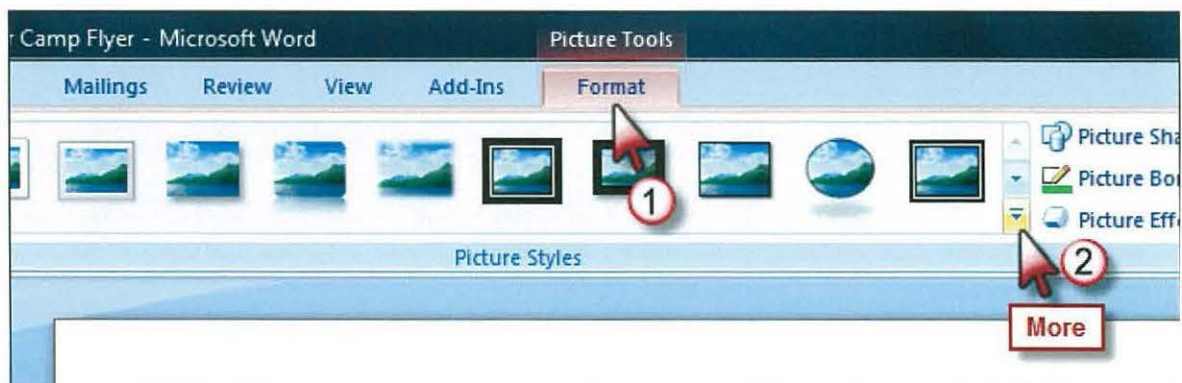 r Camp Flyer - Microsoft Word Picture Tools
Mailings Review View Add-Ins Format
Picture Sha
Picture Bor
1
Picture Eff
Picture Styles
2
More